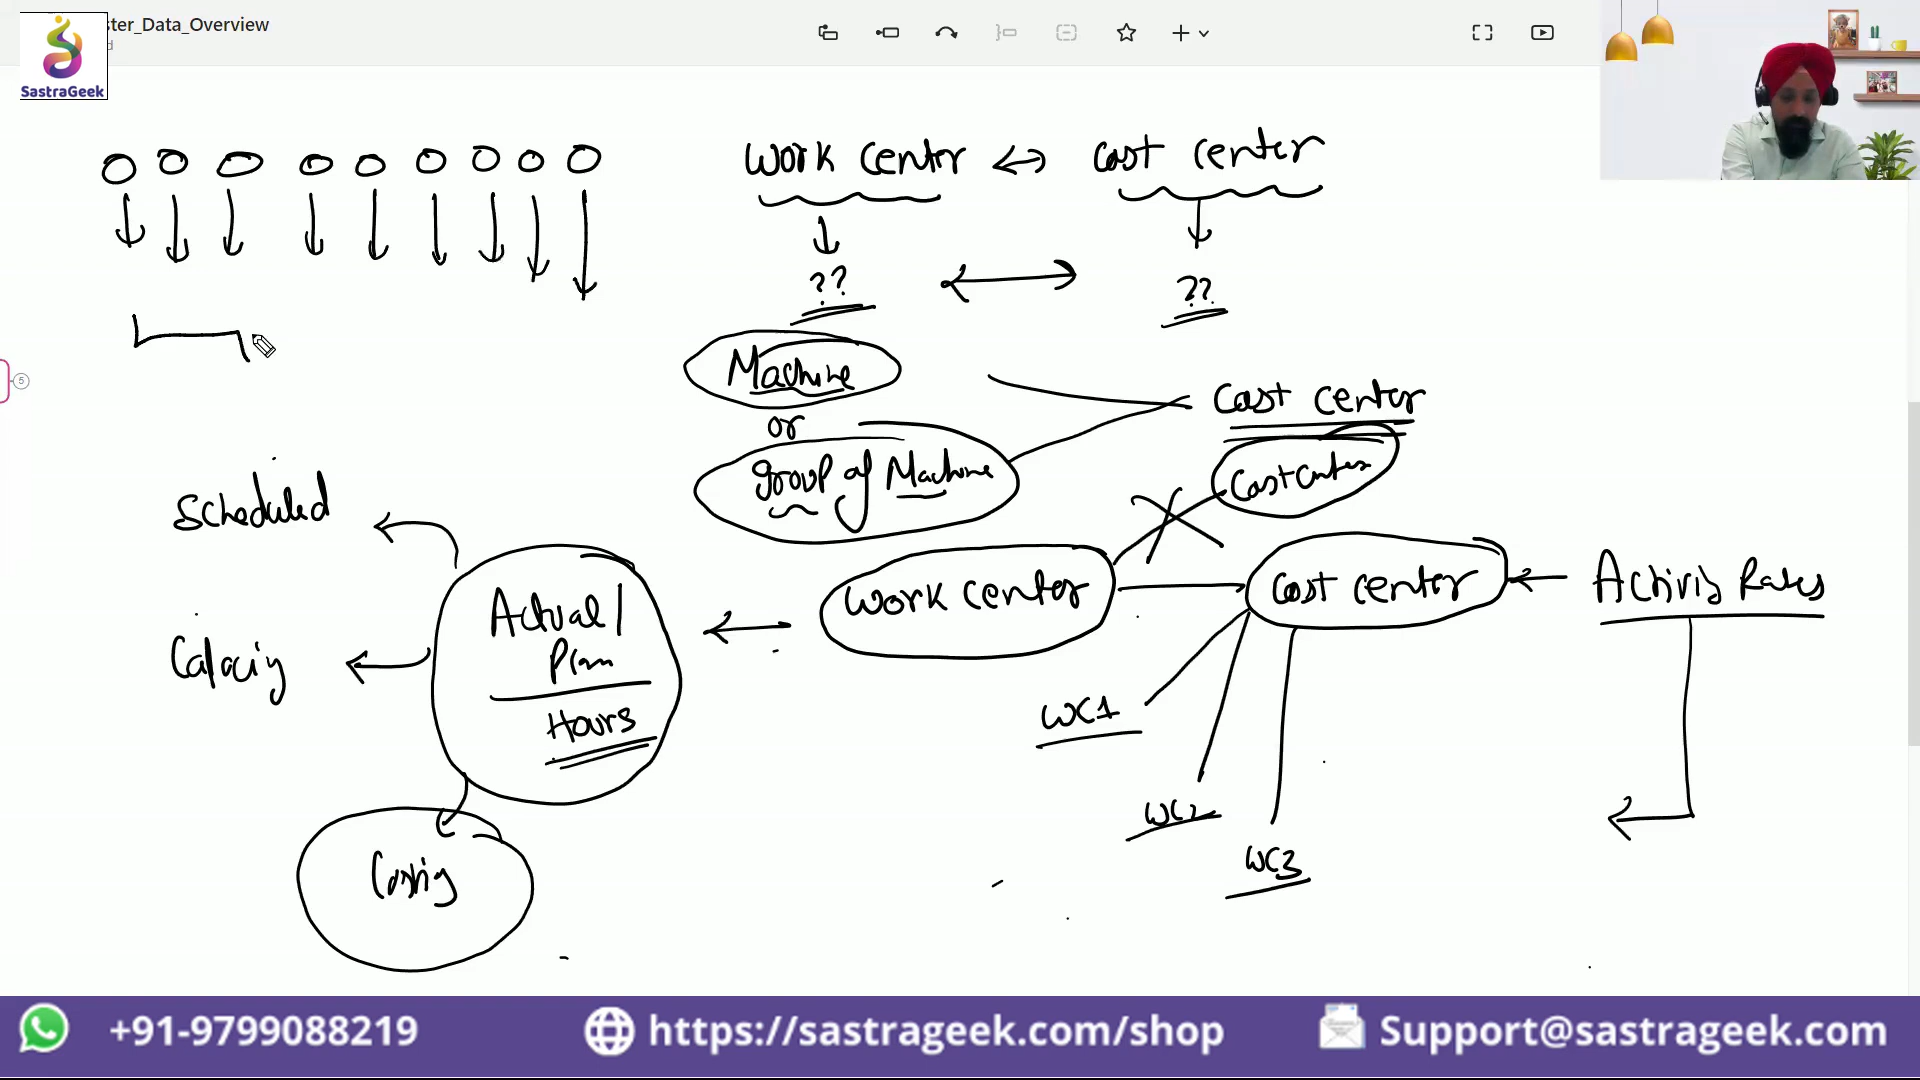 ster_Data_Overview
d
SastraGeek
Work Center ↔ Cost Center
??
??
Machine
or
Group of Machine
Cost Center
Cost Center
Scheduled
Actual /
Plan
Hours
Work Center
Cost Center
Activity Rates
Capacity
WC1
WC2
WC3
Costing
5
+91-9799088219
https://sastrageek.com/shop
Support@sastrageek.com